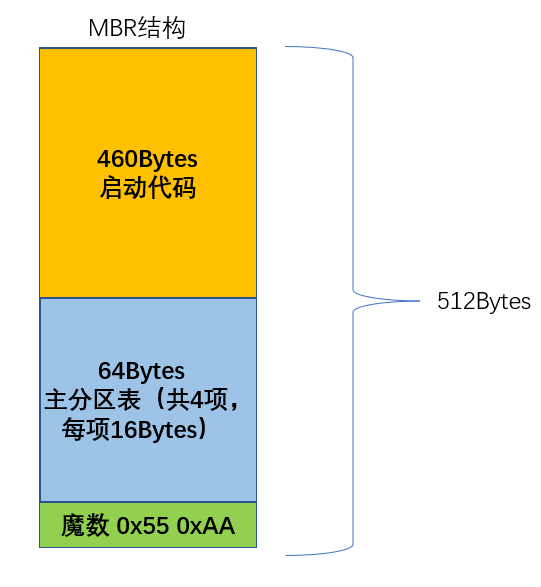 MBR结构
460Bytes
启动代码
512Bytes
64Bytes
主分区表（共4项，
每项16Bytes）
魔数 0x55 0xAA